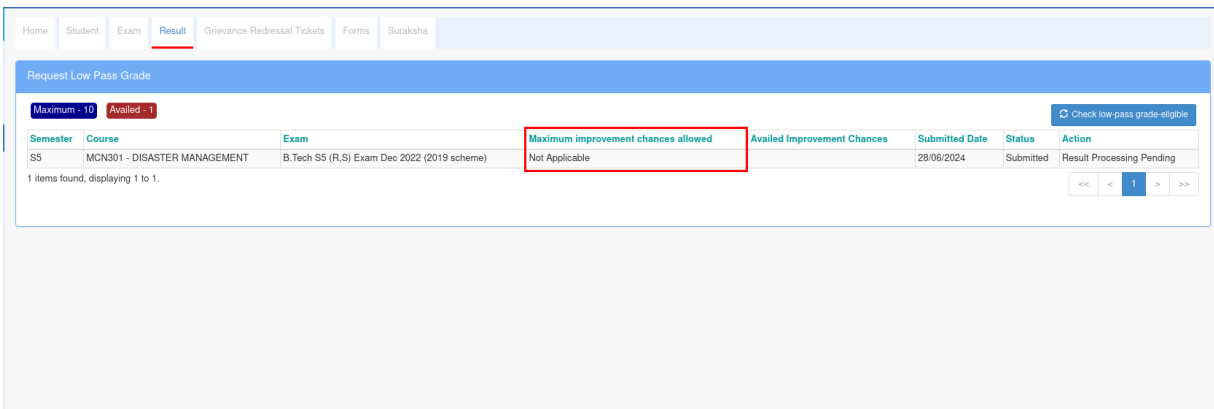 Home Student Exam Result Grievance Redressal Tickets Forms Suraksha
Request Low Pass Grade
Maximum - 10 Availed - 1
Check low-pass grade-eligible
Semester Course Exam Maximum improvement chances allowed Availed Improvement Chances Submitted Date Status Action
S5 MCN301 - DISASTER MANAGEMENT B.Tech S5 (R,S) Exam Dec 2022 (2019 scheme) Not Applicable 28/06/2024 Submitted Result Processing Pending
1 items found, displaying 1 to 1.
<< < 1 > >>